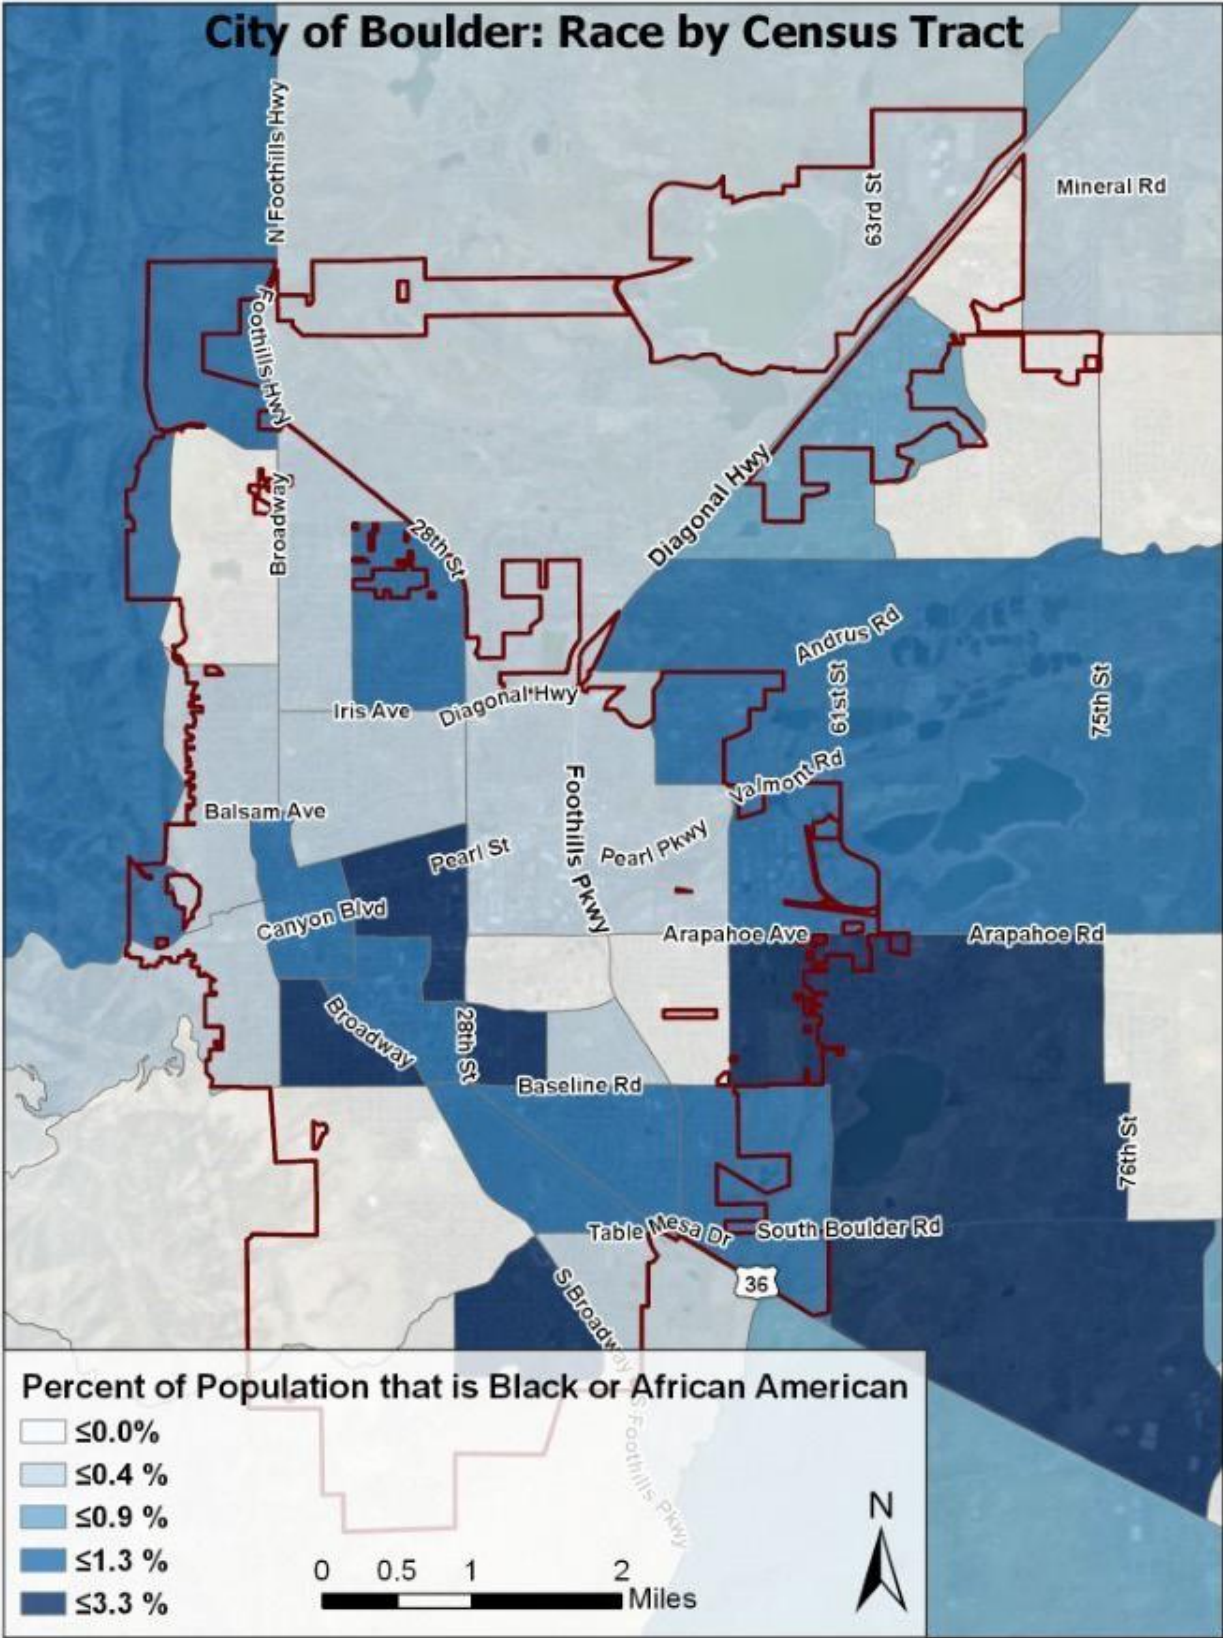 City of Boulder: Race by Census Tract
N Foothills Hwy
63rd St
Mineral Rd
Foothills Hwy
Broadway
28th St
Diagonal Hwy
Andrus Rd
61st St
75th St
Iris Ave
Diagonal Hwy
Valmont Rd
Balsam Ave
Foothills Pkwy
Pearl St
Pearl Pkwy
Canyon Blvd
Arapahoe Ave
Arapahoe Rd
Broadway
28th St
Baseline Rd
76th St
Table Mesa Dr
South Boulder Rd
36
S Broadway
S Foothills Pkwy
Percent of Population that is Black or African American
≤0.0%
≤0.4 %
≤0.9 %
≤1.3 %
≤3.3 %
0 0.5 1 2
Miles
N